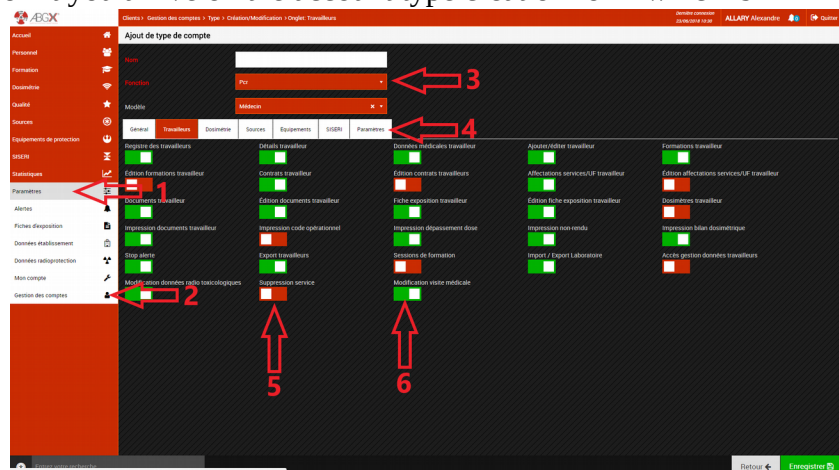 ABGX
Clients > Gestion des comptes > Type > Création/Modification > Onglet: Travailleurs
Dernière connexion
23/08/2018 10:30
ALLARY Alexandre
Quitter
Accueil
Personnel
Formation
Dosimétrie
Qualité
Sources
Equipements de protection
SISERI
Statistiques
Paramètres
Alertes
Fiches d'exposition
Données établissement
Données radioprotection
Mon compte
Gestion des comptes
Ajout de type de compte
Nom
Fonction
Pcr
Modèle
Médecin
Général Travailleurs Dosimétrie Sources Equipements SISERI Paramètres
Registre des travailleurs Détails travailleur Données médicales travailleur Ajouter/éditer travailleur Formations travailleur
Édition formations travailleur Contrats travailleur Édition contrats travailleurs Affectations services/UF travailleur Édition affectations services/UF travailleur
Documents travailleur Édition documents travailleur Fiche exposition travailleur Édition fiche exposition travailleur Dosimètres travailleur
Impression documents travailleur Impression code opérationnel Impression dépassement dose Impression non-rendu Impression bilan dosimétrique
Stop alerte Export travailleurs Sessions de formation Import / Export Laboratoire Accès gestion données travailleurs
Modification données radio toxicologiques Suppression service Modification visite médicale
1
2
3
4
5
6
Entrez votre recherche
Retour
Enregistrer